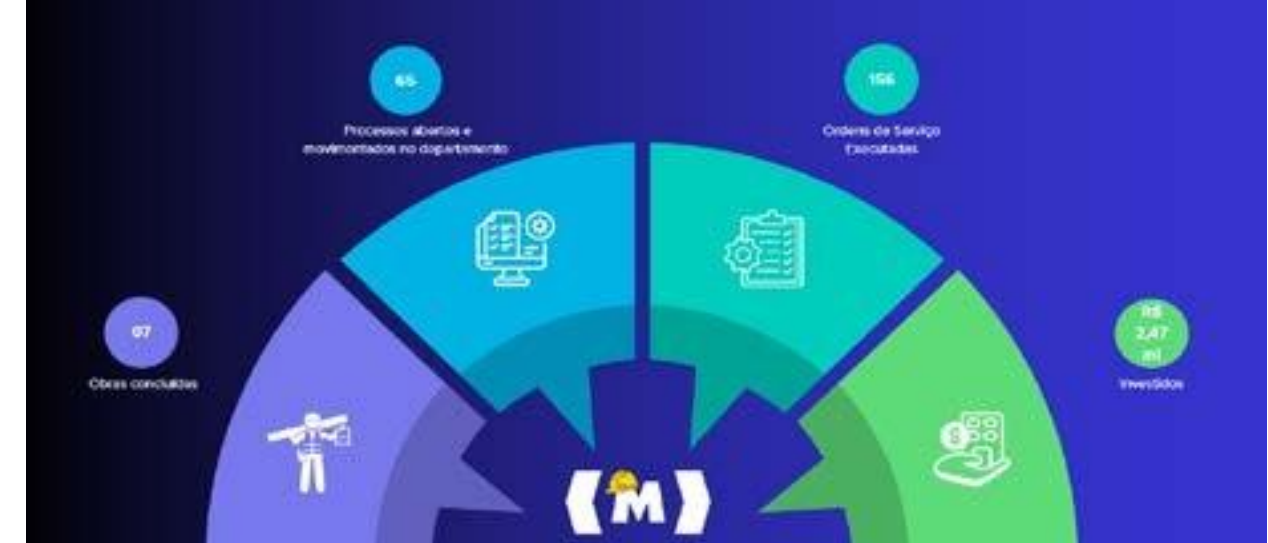 65
Processos abertos e
movimentados no departamento
156
Ordens de Serviço
Executadas
07
Obras concluídas
R$
2,47
mi
Investidos
M